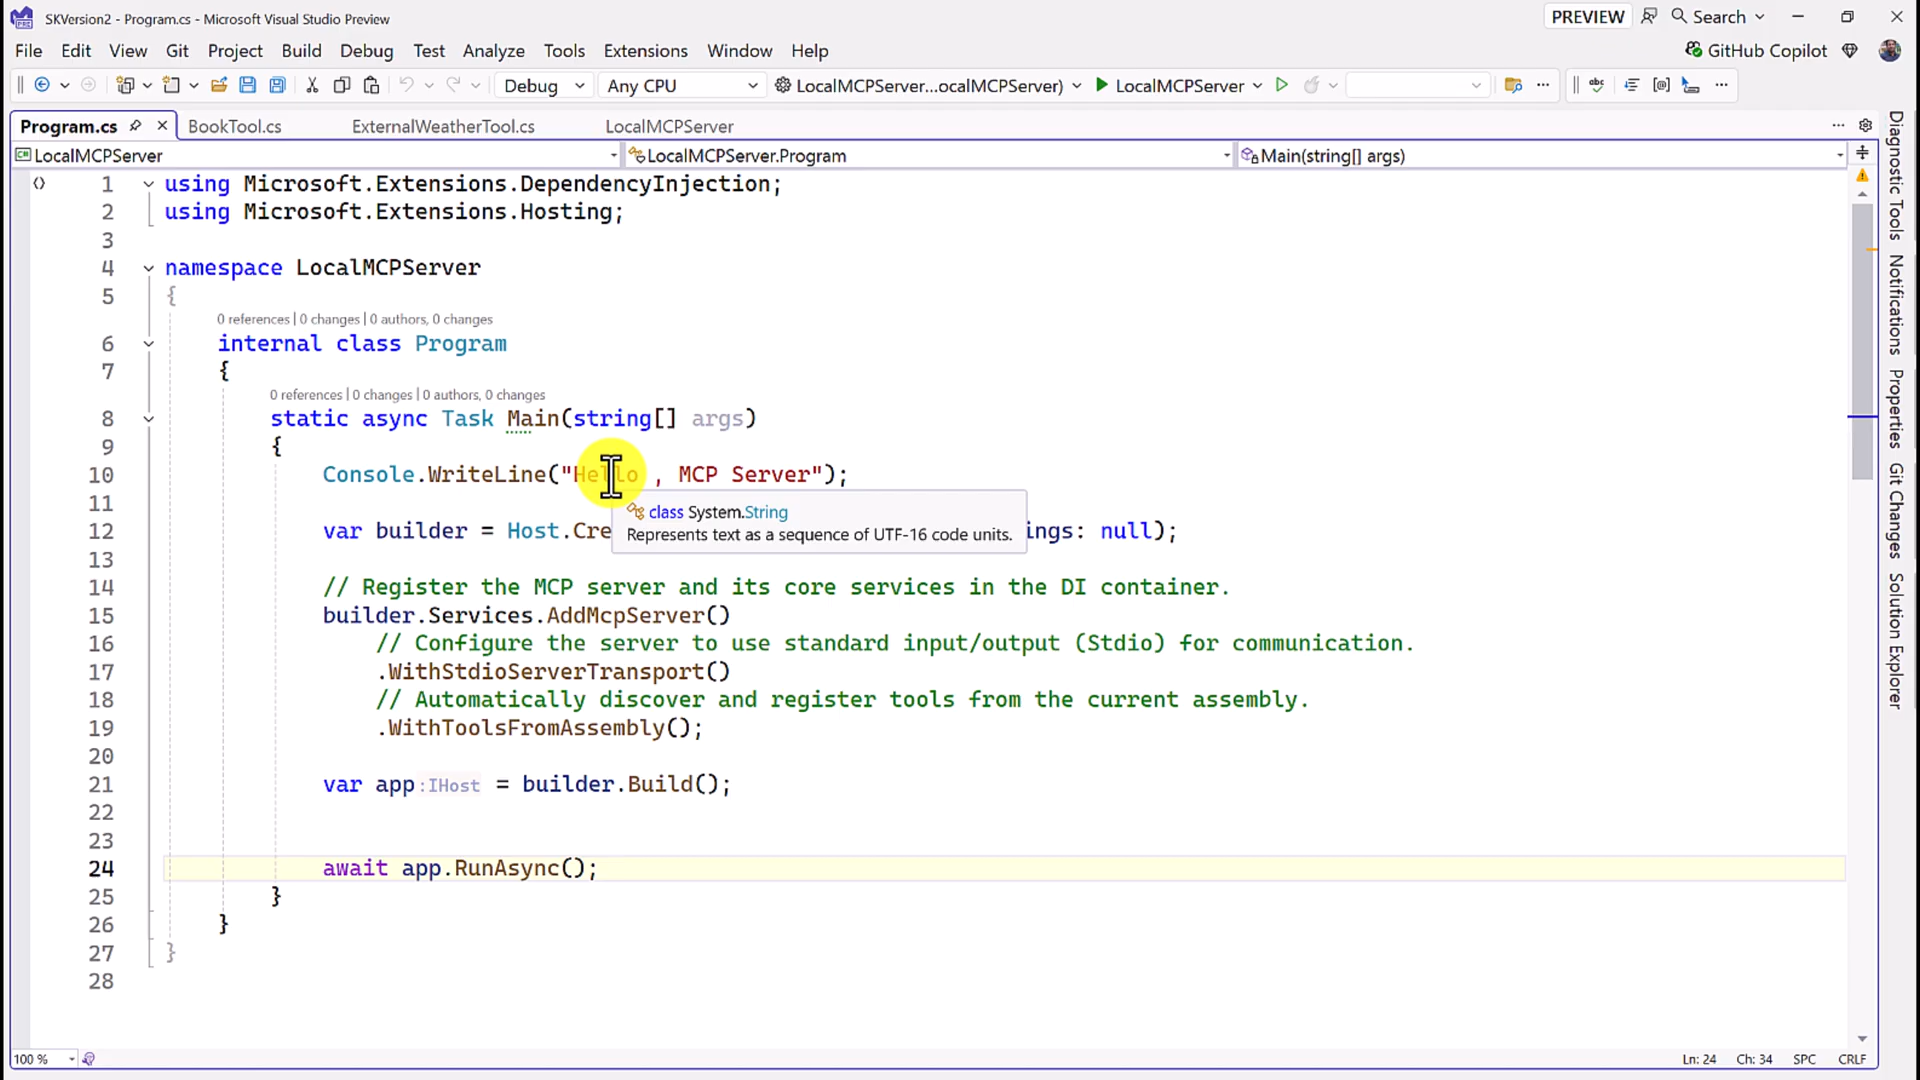 SKVersion2 - Program.cs - Microsoft Visual Studio Preview
PREVIEW
Search
File Edit View Git Project Build Debug Test Analyze Tools Extensions Window Help
GitHub Copilot
Debug Any CPU LocalMCPServer...ocalMCPServer) LocalMCPServer
Program.cs BookTool.cs ExternalWeatherTool.cs LocalMCPServer
LocalMCPServer LocalMCPServer.Program Main(string[] args)
1 using Microsoft.Extensions.DependencyInjection;
2 using Microsoft.Extensions.Hosting;
3
4 namespace LocalMCPServer
5 {
0 references | 0 changes | 0 authors, 0 changes
6 internal class Program
7 {
0 references | 0 changes | 0 authors, 0 changes
8 static async Task Main(string[] args)
9 {
10 Console.WriteLine("Hello , MCP Server");
11
class System.String
Represents text as a sequence of UTF-16 code units.
12 var builder = Host.Cre ings: null);
13
14 // Register the MCP server and its core services in the DI container.
15 builder.Services.AddMcpServer()
16 // Configure the server to use standard input/output (Stdio) for communication.
17 .WithStdioServerTransport()
18 // Automatically discover and register tools from the current assembly.
19 .WithToolsFromAssembly();
20
21 var app:IHost = builder.Build();
22
23
24 await app.RunAsync();
25 }
26 }
27 }
28
100 %
Ln: 24 Ch: 34 SPC CRLF
Diagnostic Tools
Notifications
Properties
Git Changes
Solution Explorer